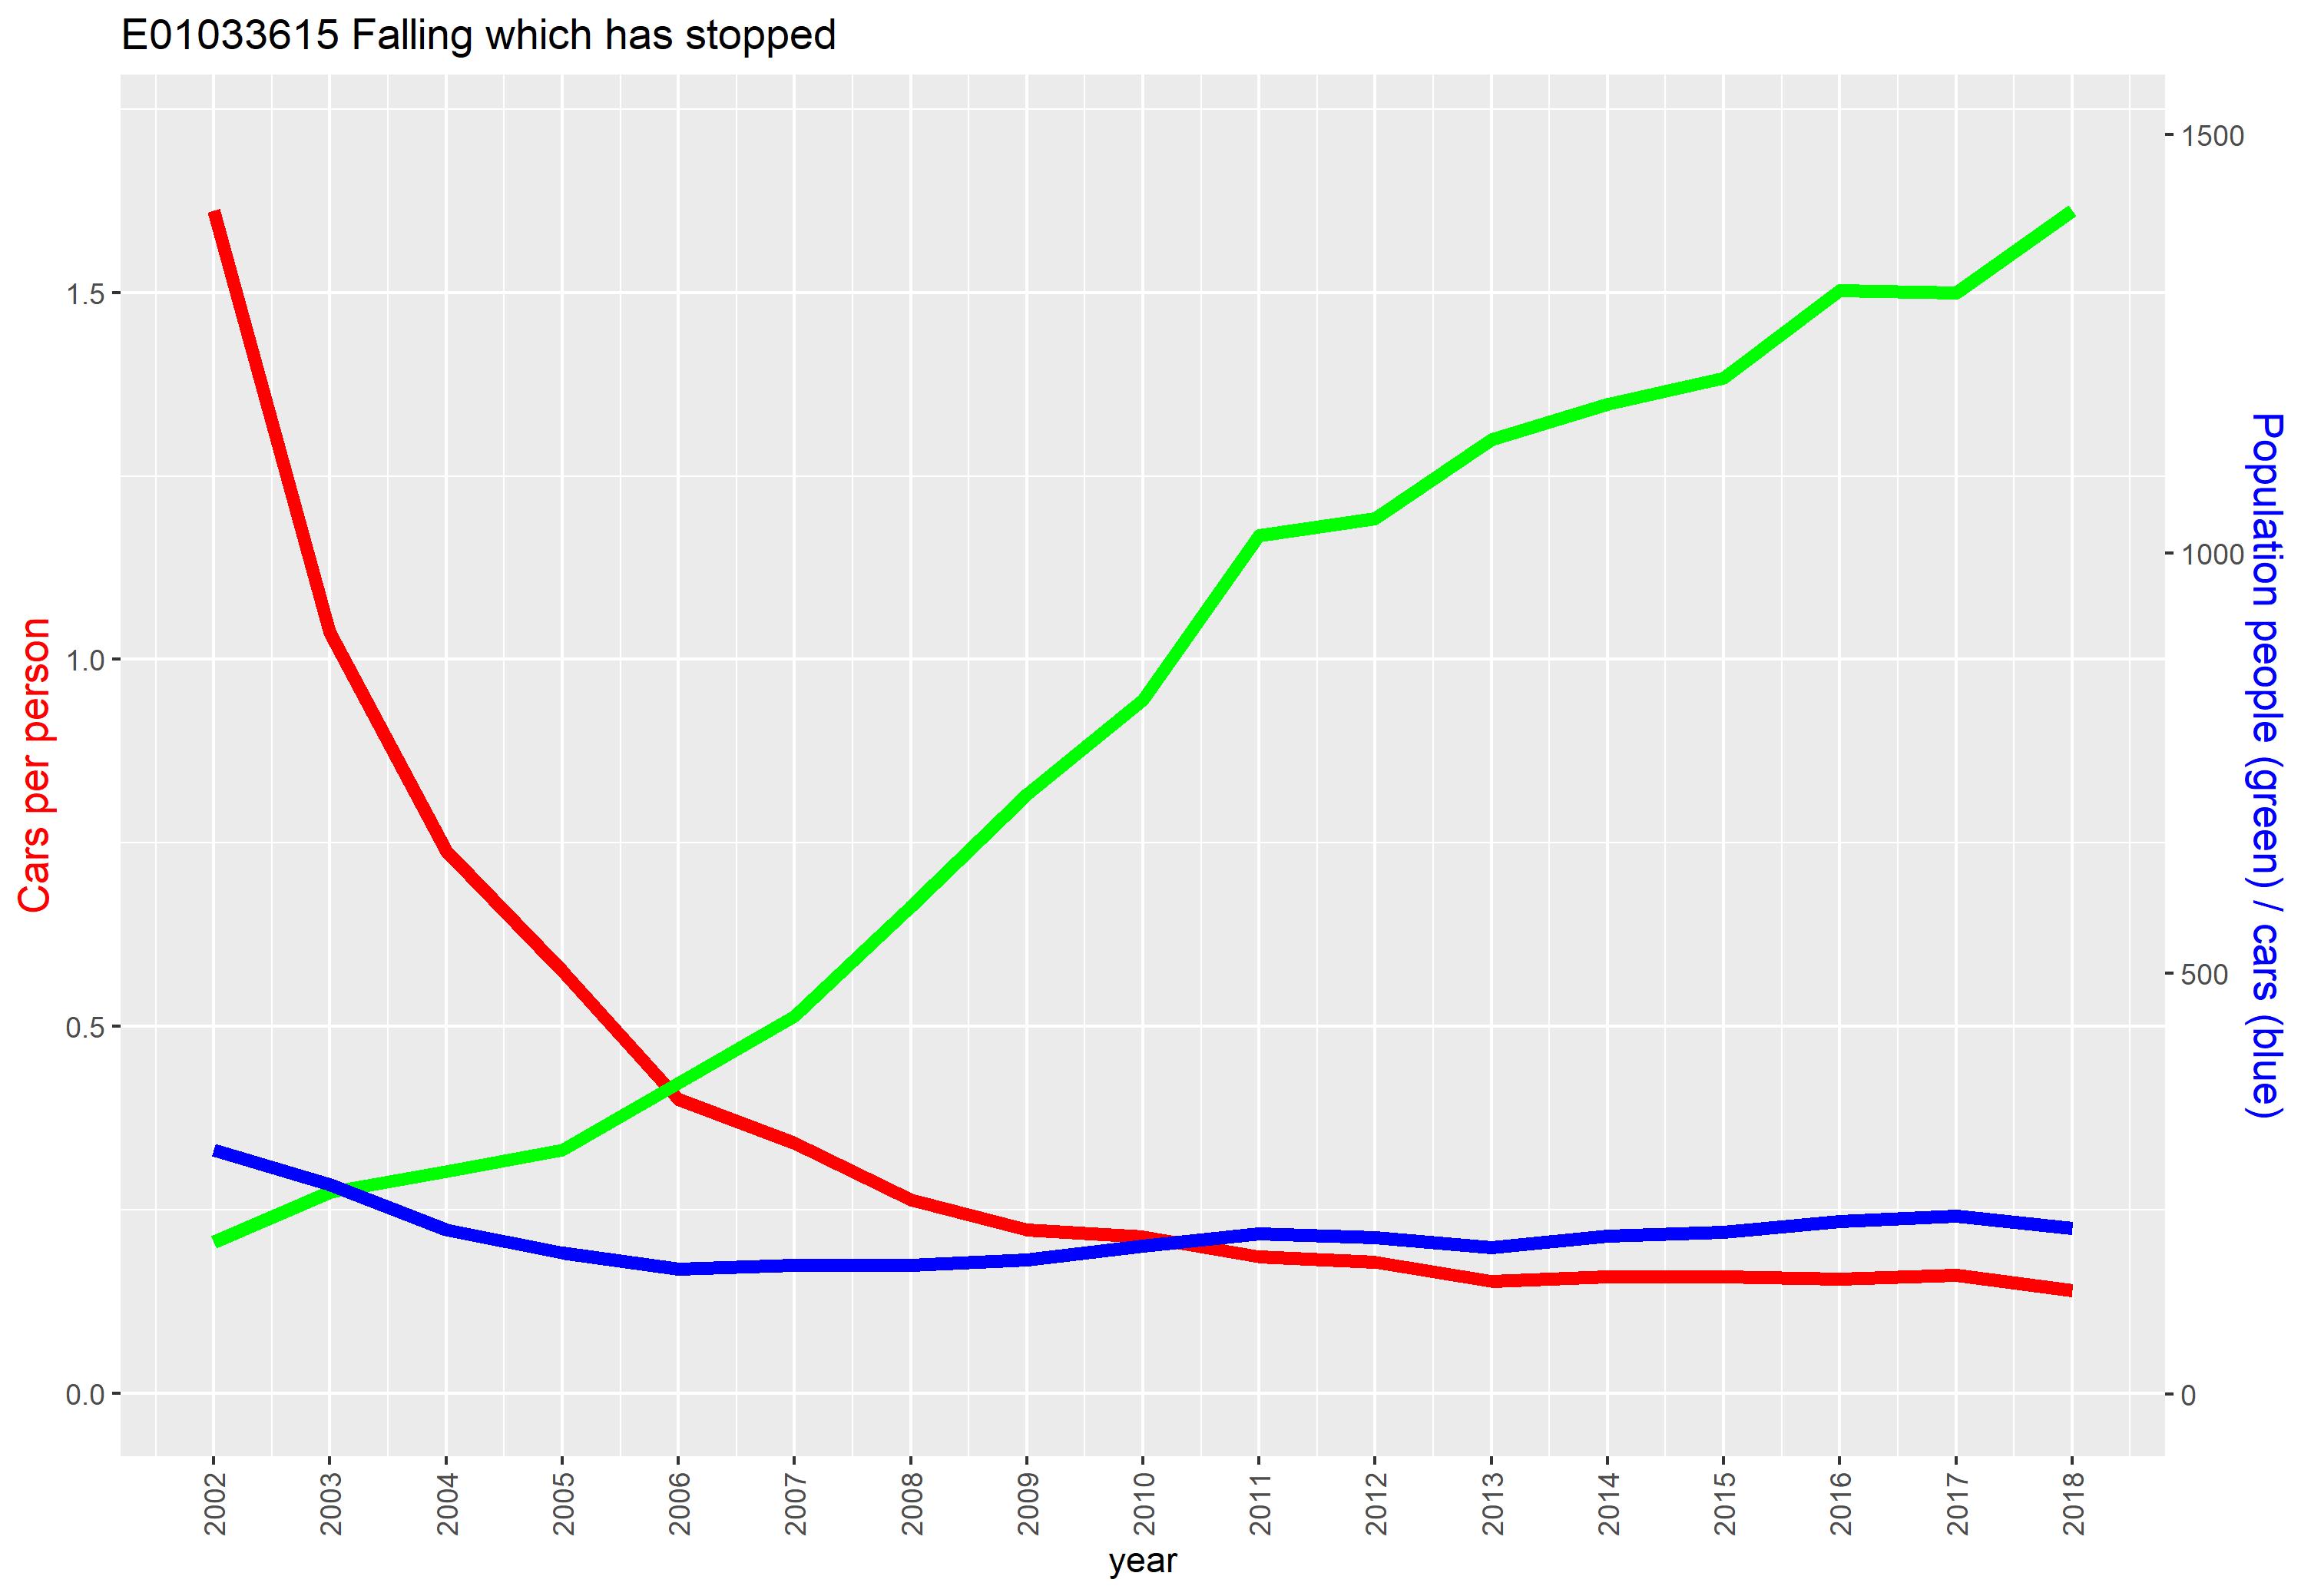 E01033615 Falling which has stopped
Cars per person
1.5
1.0
0.5
0.0
1500
1000
500
0
Population people (green) / cars (blue)
2002 2003 2004 2005 2006 2007 2008 2009 2010 2011 2012 2013 2014 2015 2016 2017 2018
year